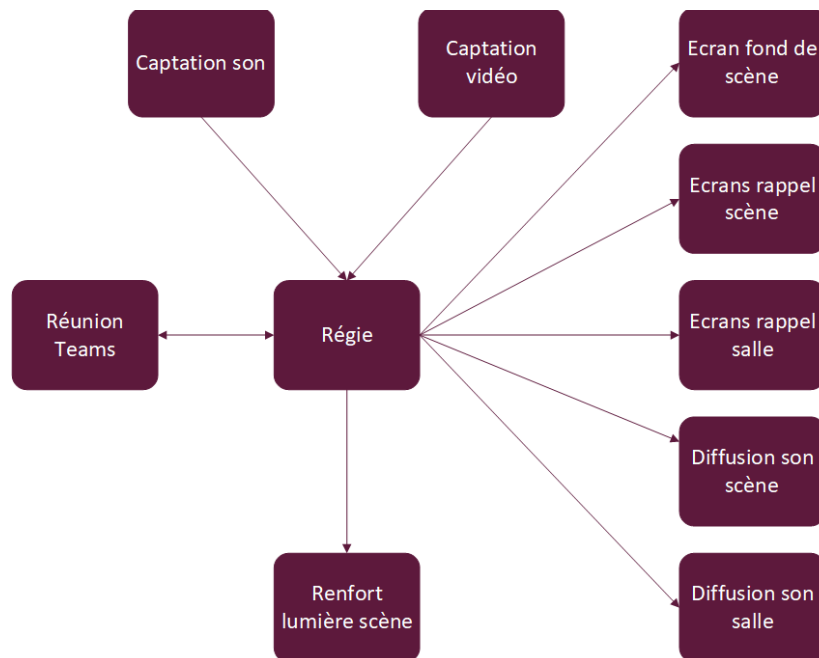 Captation son
Captation
vidéo
Ecran fond de
scène
Ecrans rappel
scène
Réunion
Teams
Régie
Ecrans rappel
salle
Diffusion son
scène
Renfort
lumière scène
Diffusion son
salle